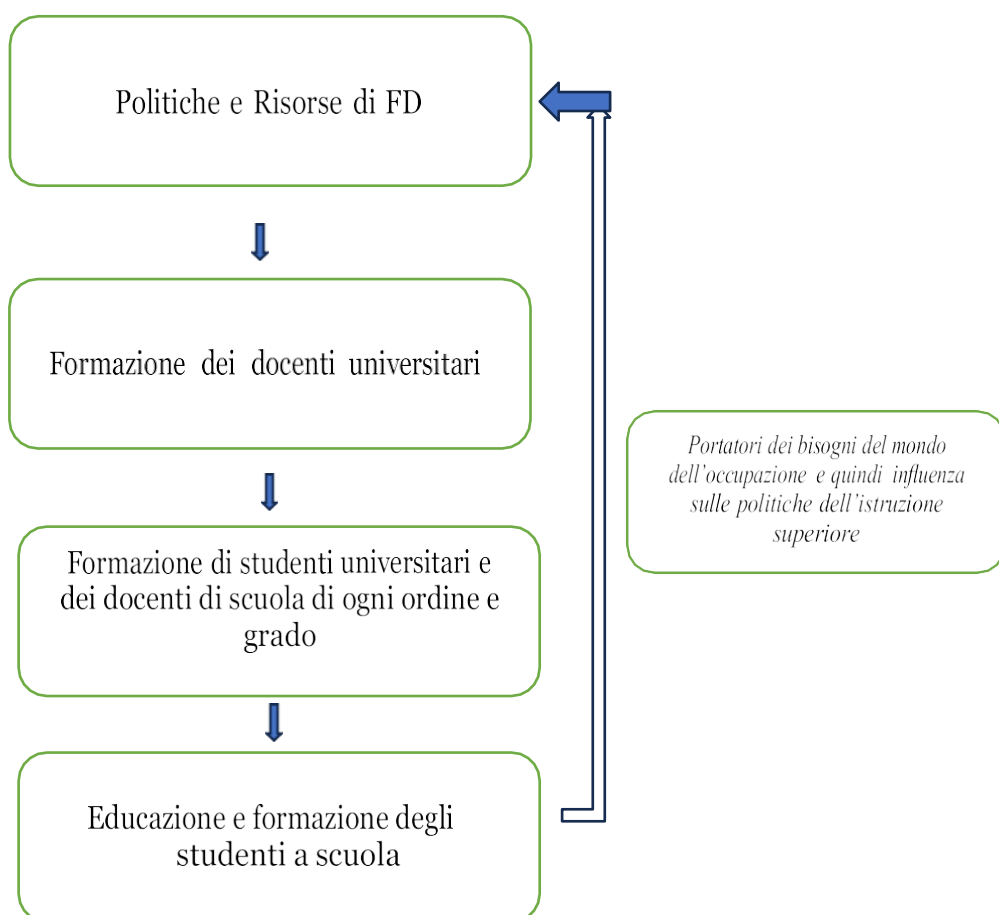 Politiche e Risorse di FD
Formazione dei docenti universitari
Formazione di studenti universitari e
dei docenti di scuola di ogni ordine e
grado
Educazione e formazione degli
studenti a scuola
Portatori dei bisogni del mondo
dell'occupazione e quindi influenza
sulle politiche dell'istruzione
superiore